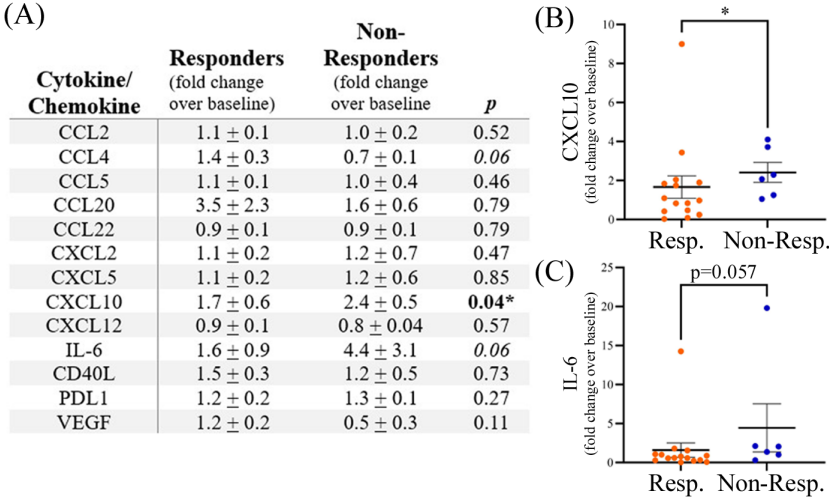 (A)
Cytokine/
Chemokine
Responders
(fold change
over baseline)
Non-
Responders
(fold change
over baseline
p
CCL2 1.1 ± 0.1 1.0 ± 0.2 0.52
CCL4 1.4 ± 0.3 0.7 ± 0.1 0.06
CCL5 1.1 ± 0.1 1.0 ± 0.4 0.46
CCL20 3.5 ± 2.3 1.6 ± 0.6 0.79
CCL22 0.9 ± 0.1 0.9 ± 0.1 0.79
CXCL2 1.1 ± 0.2 1.2 ± 0.7 0.47
CXCL5 1.1 ± 0.2 1.2 ± 0.6 0.85
CXCL10 1.7 ± 0.6 2.4 ± 0.5 0.04*
CXCL12 0.9 ± 0.1 0.8 ± 0.04 0.57
IL-6 1.6 ± 0.9 4.4 ± 3.1 0.06
CD40L 1.5 ± 0.3 1.2 ± 0.5 0.73
PDL1 1.2 ± 0.2 1.3 ± 0.1 0.27
VEGF 1.2 ± 0.2 0.5 ± 0.3 0.11
(B)
CXCL10
(fold change over baseline)
*
10
8
6
4
2
0
Resp. Non-Resp.
(C)
IL-6
(fold change over baseline)
p=0.057
25
20
15
10
5
0
Resp. Non-Resp.